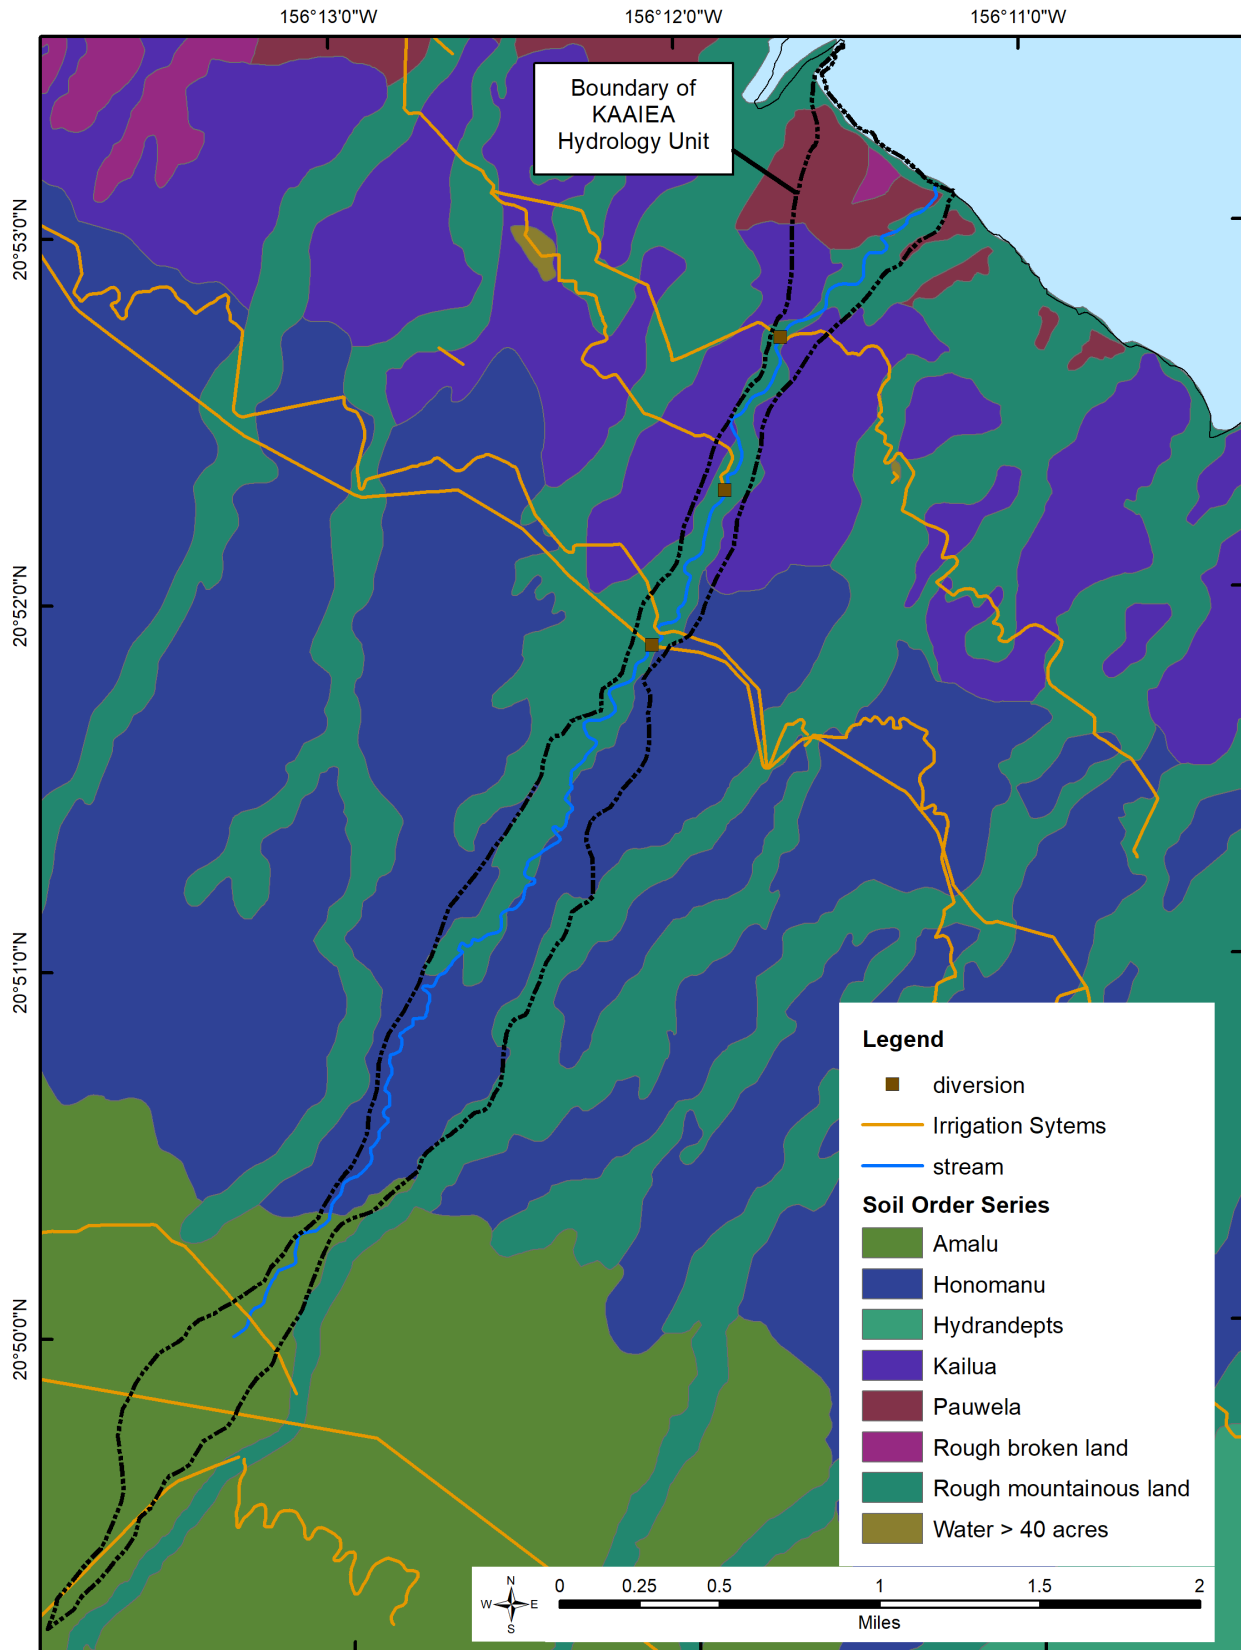 156°13'0"W
156°12'0"W
156°11'0"W
Boundary of
KAAIEA
Hydrology Unit
20°53'0"N
20°52'0"N
20°51'0"N
20°50'0"N
Legend
diversion
Irrigation Sytems
stream
Soil Order Series
Amalu
Honomanu
Hydrandepts
Kailua
Pauwela
Rough broken land
Rough mountainous land
Water > 40 acres
N
W E
S
0 0.25 0.5 1 1.5 2
Miles